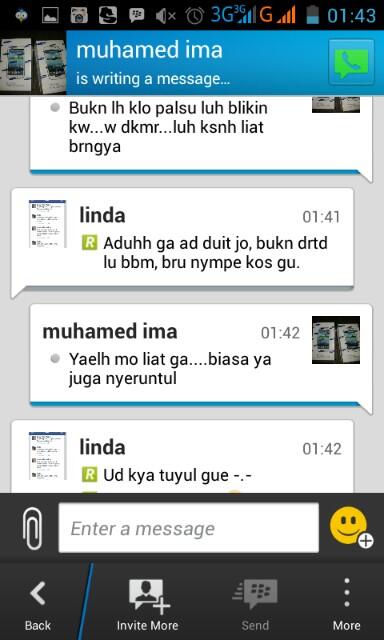 3G 3G G 01:43
muhamed ima
is writing a message...
Bukn lh klo palsu luh blikin
kw...w dkmr...luh ksnh liat
brngya
linda 01:41
R Aduhh ga ad duit jo, bukn drtd
lu bbm, bru nympe kos gu.
muhamed ima 01:42
Yaelh mo liat ga....biasa ya
juga nyeruntul
linda 01:42
R Ud kya tuyul gue -.-
Enter a message
Back
Invite More
Send
More